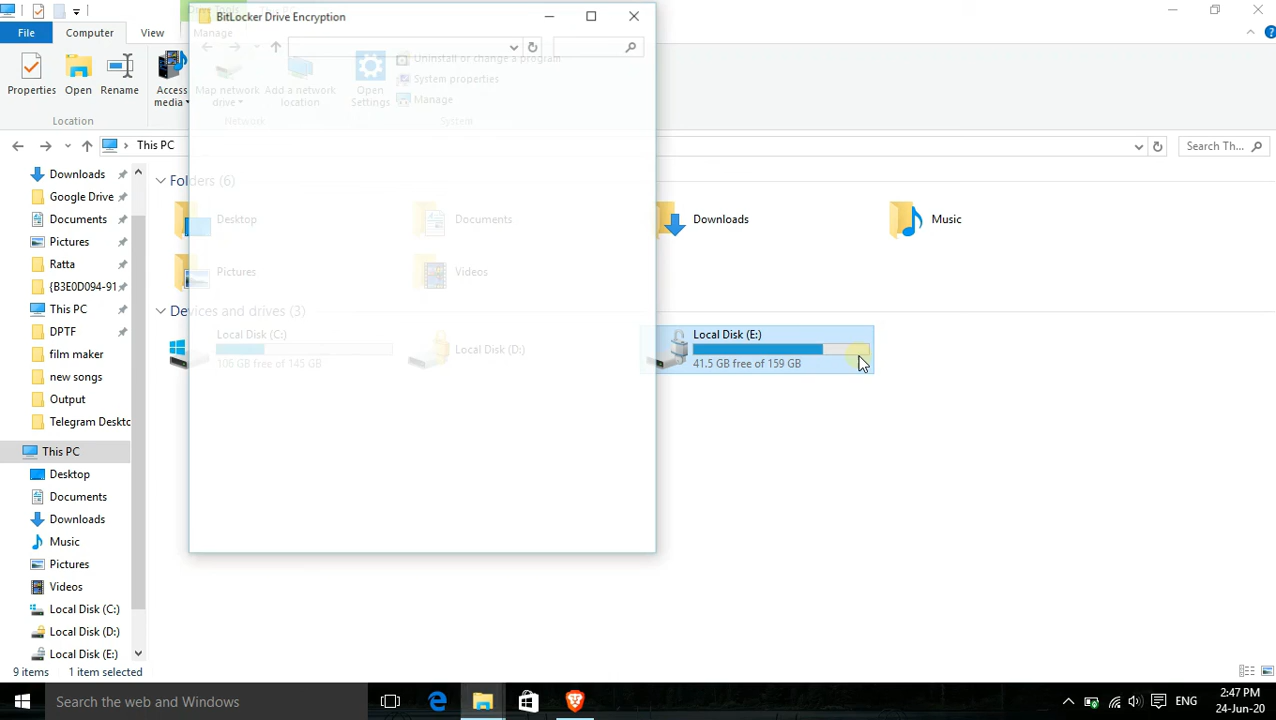 BitLocker Drive Encryption
File
Computer
View
Manage
Properties
Open
Rename
Access media
Map network drive
Add a network location
Open Settings
Uninstall or change a program
System properties
Manage
Location
Network
System
This PC
Search Th...
Downloads
Google Drive
Documents
Pictures
Ratta
{B3E0D094-91
This PC
DPTF
film maker
new songs
Output
Telegram Deskto
This PC
Desktop
Documents
Downloads
Music
Pictures
Videos
Local Disk (C:)
Local Disk (D:)
Local Disk (E:)
Folders (6)
Desktop
Documents
Downloads
Music
Pictures
Videos
Devices and drives (3)
Local Disk (C:)
106 GB free of 145 GB
Local Disk (D:)
Local Disk (E:)
41.5 GB free of 159 GB
9 items
1 item selected
Search the web and Windows
ENG
2:47 PM
24-Jun-20